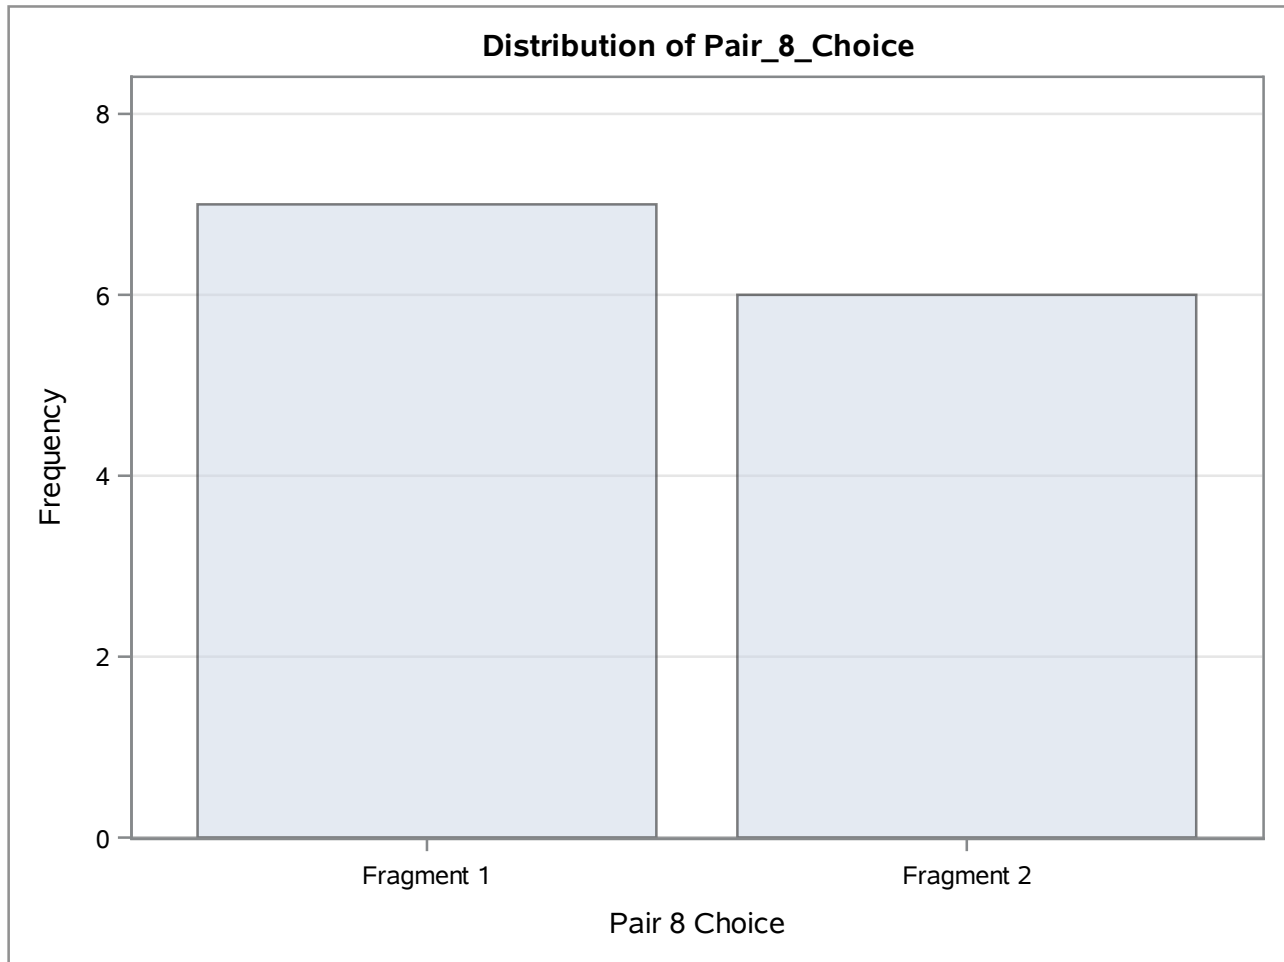 Distribution of Pair_8_Choice
8
6
4
2
0
Frequency
Fragment 1
Fragment 2
Pair 8 Choice